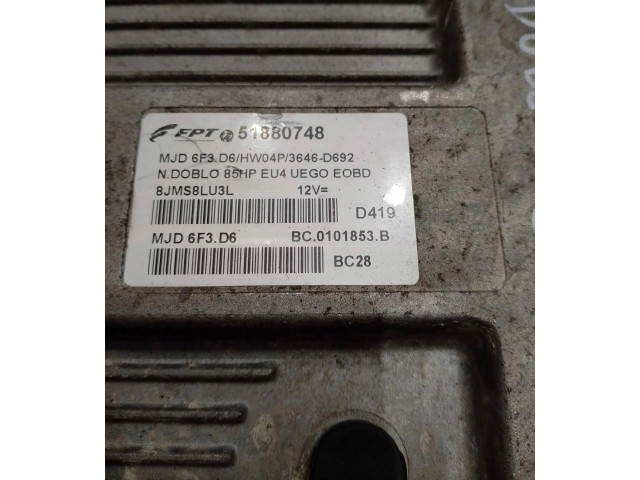 FPT 51880748
MJD 6F3.D6/HW04P/3646-D692
N.DOBLO 85HP EU4 UEGO EOBD
8JMS8LU3L 12V=
D419
MJD 6F3.D6 BC.0101853.B
BC28